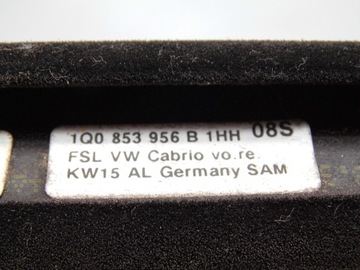 1Q0 853 956 B 1HH 08S
FSL VW Cabrio vo.re.
KW15 AL Germany SAM